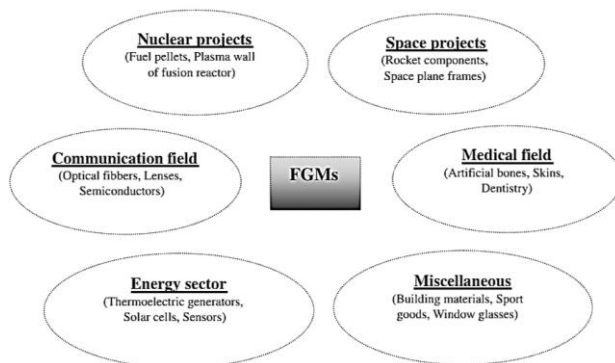 Nuclear projects
(Fuel pellets, Plasma wall
of fusion reactor)
Space projects
(Rocket components,
Space plane frames)
Communication field
(Optical fibbers, Lenses,
Semiconductors)
FGMs
Medical field
(Artificial bones, Skins,
Dentistry)
Energy sector
(Thermoelectric generators,
Solar cells, Sensors)
Miscellaneous
(Building materials, Sport
goods, Window glasses)